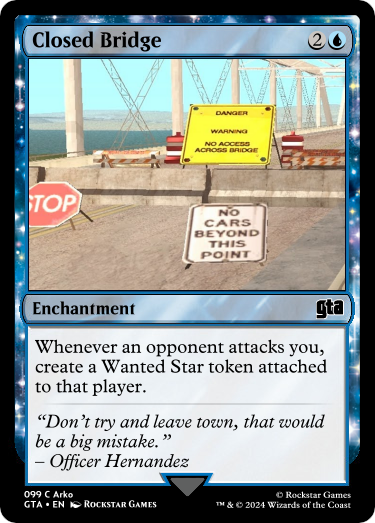 Closed Bridge 2
DANGER
WARNING
NO ACCESS
ACROSS BRIDGE
STOP
NO
CARS
BEYOND
THIS
POINT
Enchantment gta
Whenever an opponent attacks you,
create a Wanted Star token attached
to that player.
“Don’t try and leave town, that would
be a big mistake.”
– Officer Hernandez
099 C Arko © Rockstar Games
GTA • EN Rockstar Games ™ & © 2024 Wizards of the Coast